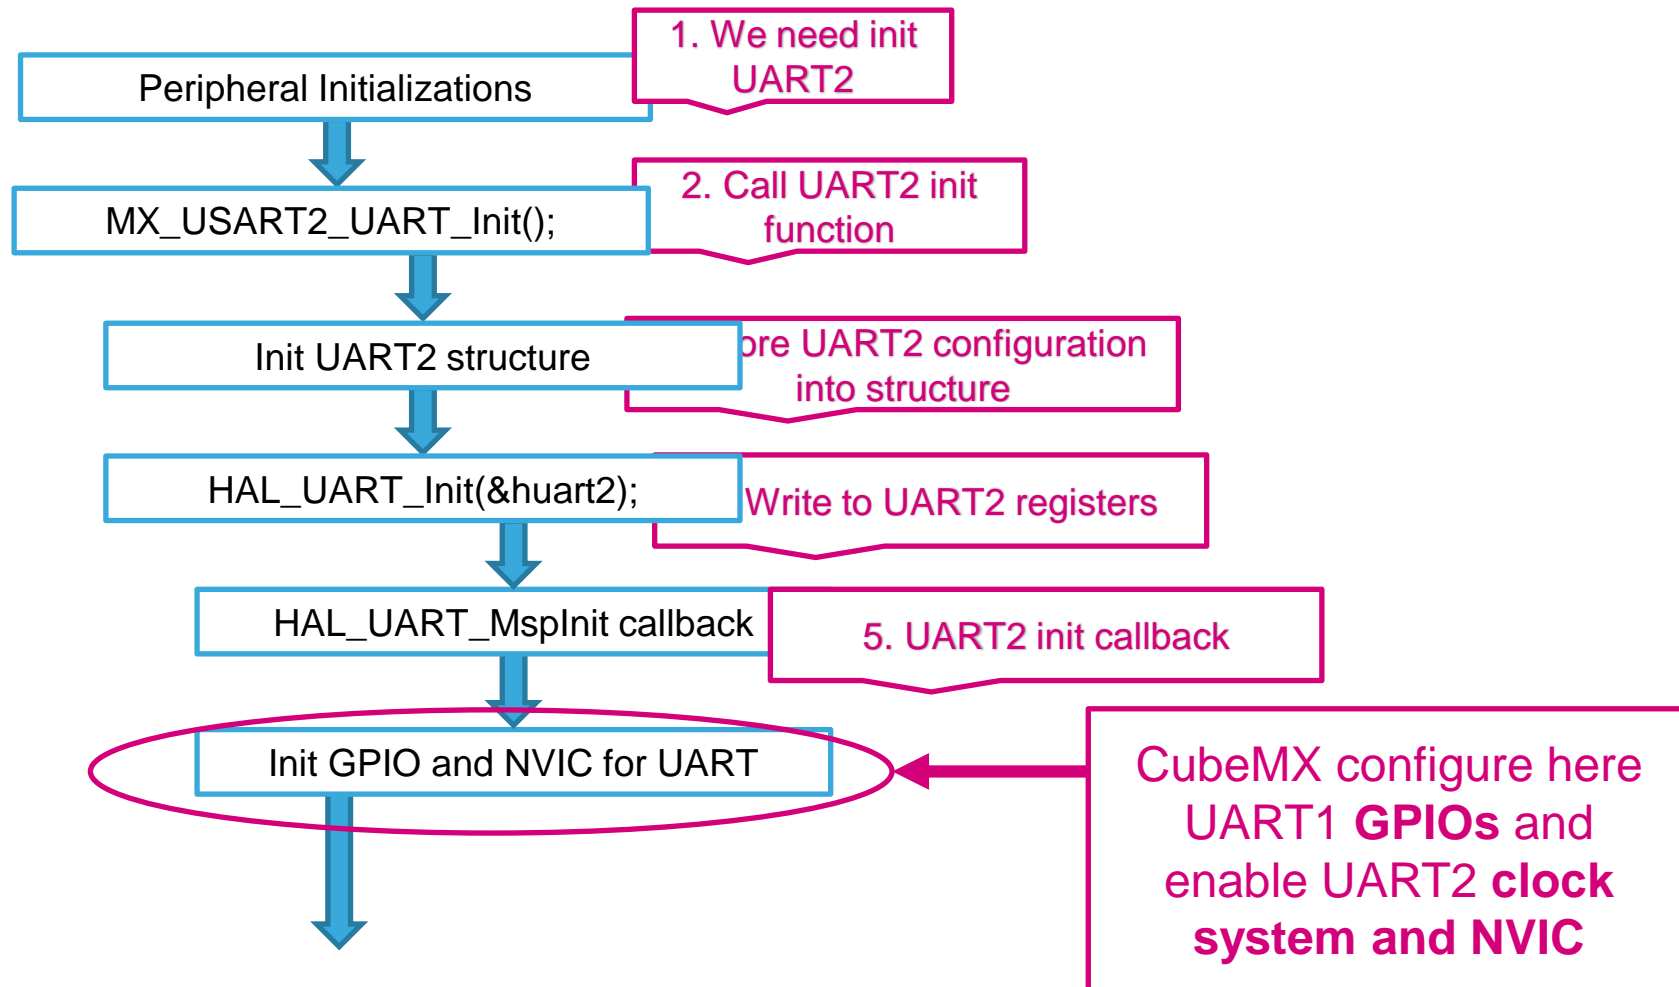 1. We need init
UART2
Peripheral Initializations
2. Call UART2 init
function
MX_USART2_UART_Init();
ore UART2 configuration
into structure
Init UART2 structure
HAL_UART_Init(&huart2);
Write to UART2 registers
HAL_UART_MspInit callback
5. UART2 init callback
Init GPIO and NVIC for UART
CubeMX configure here
UART1 GPIOs and
enable UART2 clock
system and NVIC